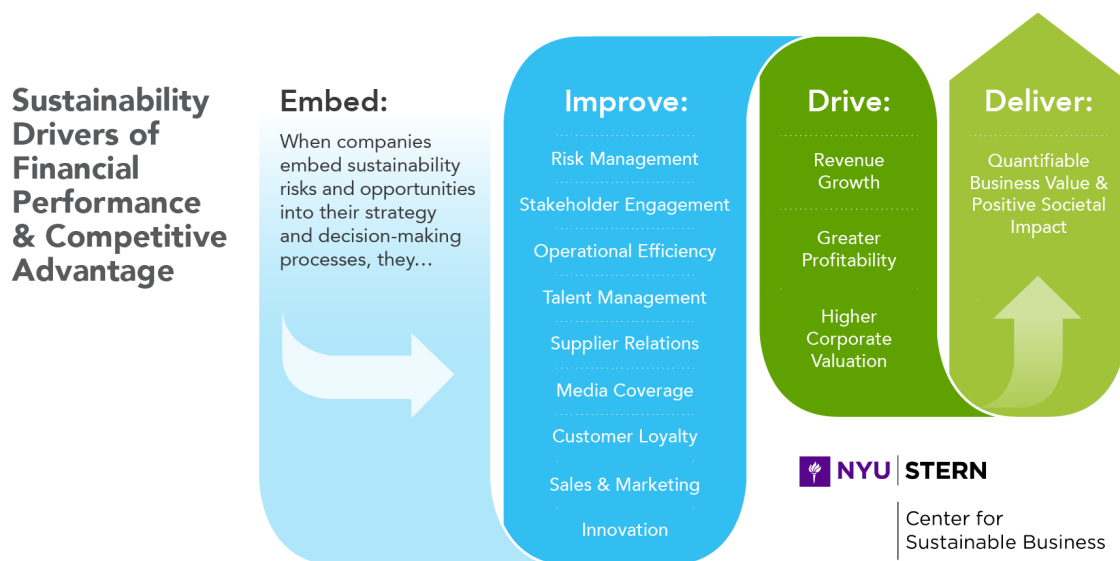 Sustainability
Drivers of
Financial
Performance
& Competitive
Advantage
Embed:
When companies
embed sustainability
risks and opportunities
into their strategy
and decision-making
processes, they…
Improve:
Risk Management
Stakeholder Engagement
Operational Efficiency
Talent Management
Supplier Relations
Media Coverage
Customer Loyalty
Sales & Marketing
Innovation
Drive:
Revenue
Growth
Greater
Profitability
Higher
Corporate
Valuation
Deliver:
Quantifiable
Business Value &
Positive Societal
Impact
NYU STERN
Center for
Sustainable Business